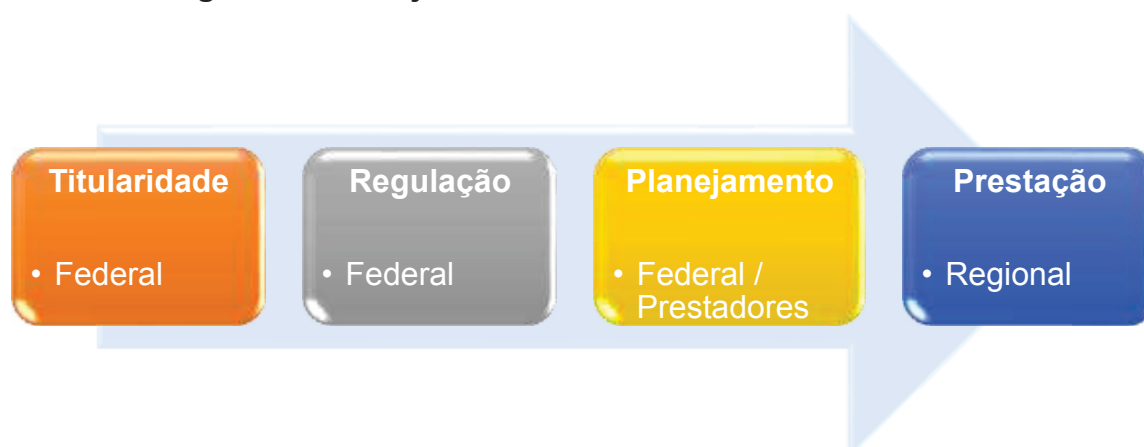 Titularidade
• Federal
Regulação
• Federal
Planejamento
• Federal /
Prestadores
Prestação
• Regional